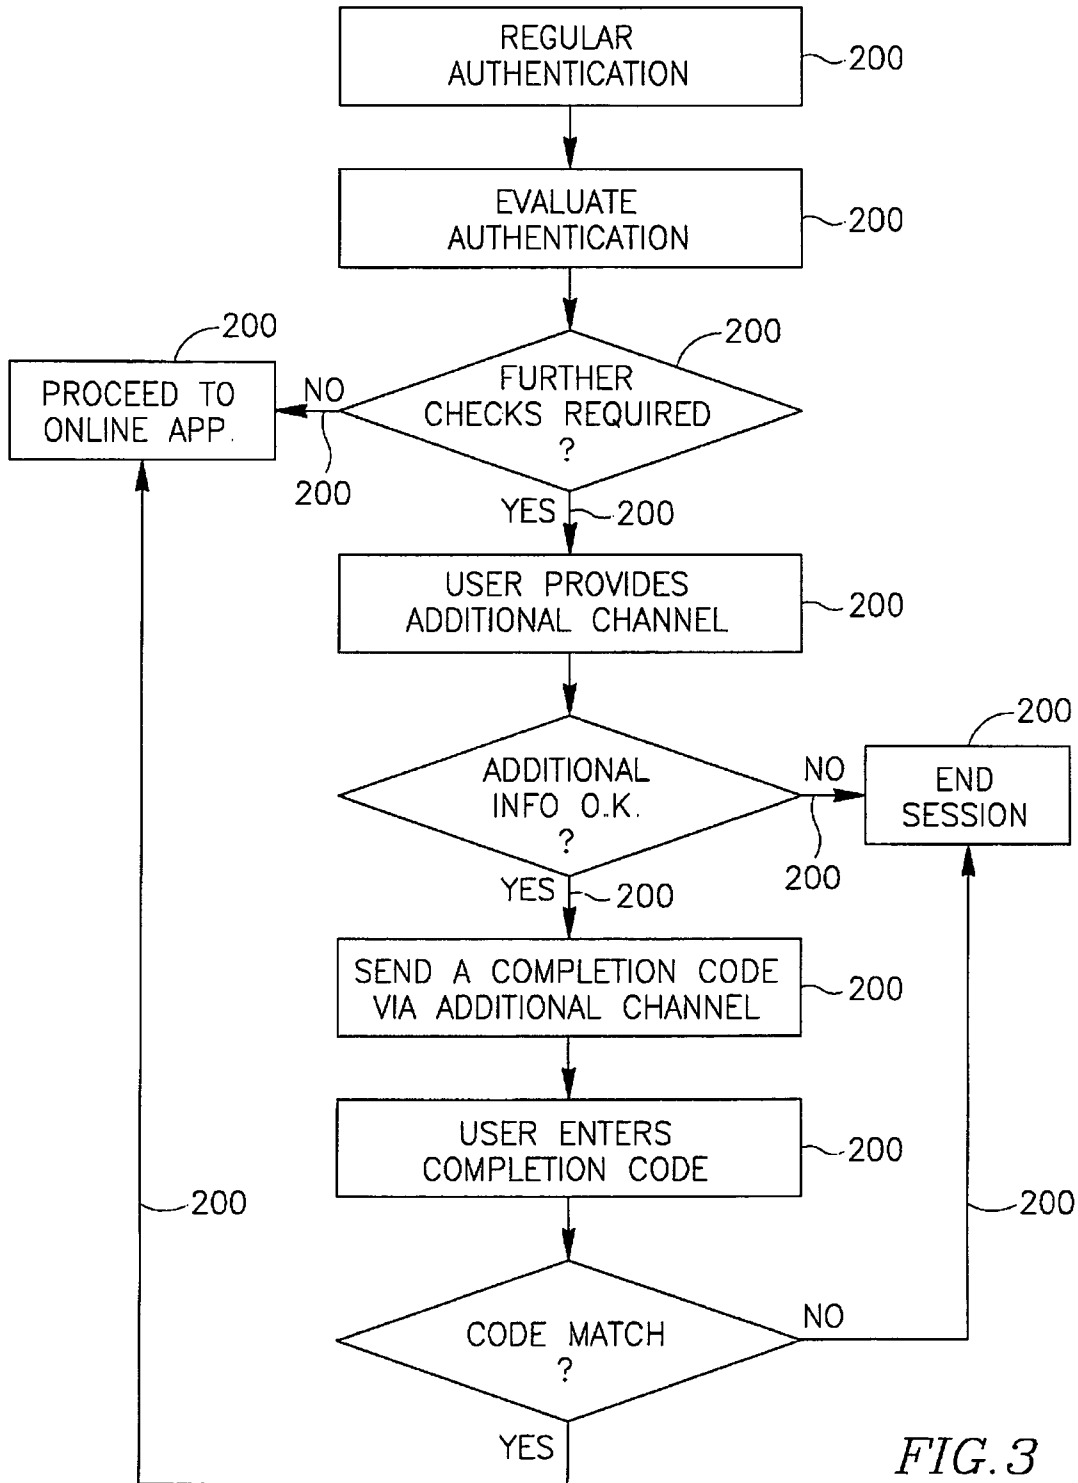 REGULAR
AUTHENTICATION
200
EVALUATE
AUTHENTICATION
200
200
PROCEED TO
ONLINE APP.
NO
200
200
FURTHER
CHECKS REQUIRED
?
YES
200
USER PROVIDES
ADDITIONAL CHANNEL
200
ADDITIONAL
INFO O.K.
?
NO
200
200
END
SESSION
YES
200
SEND A COMPLETION CODE
VIA ADDITIONAL CHANNEL
200
USER ENTERS
COMPLETION CODE
200
200
200
CODE MATCH
?
NO
YES
FIG.3